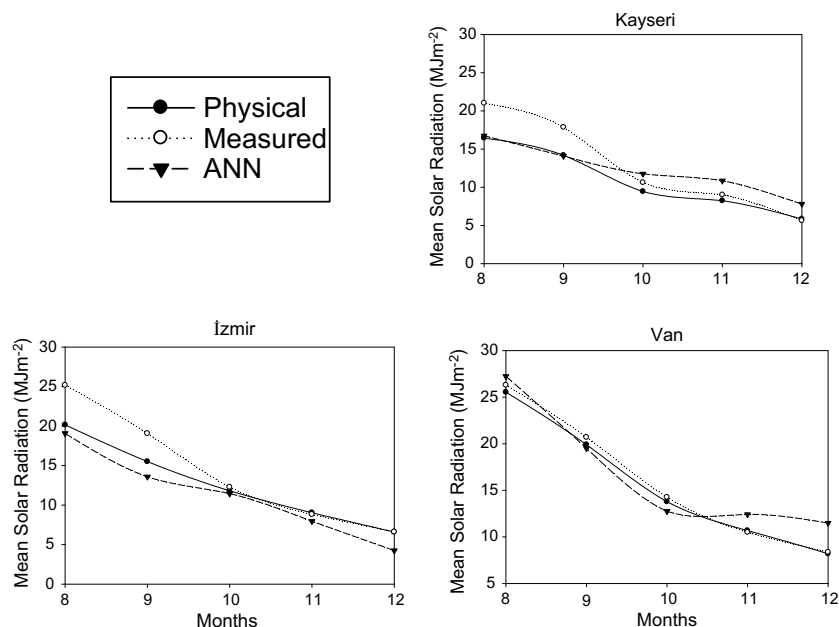 Kayseri
Physical
Measured
ANN
Mean Solar Radiation (MJm-2)
30
25
20
15
10
5
0
8 9 10 11 12
İzmir
Mean Solar Radiation (MJm-2)
30
25
20
15
10
5
0
8 9 10 11 12
Months
Van
Mean Solar Radiation (MJm-2)
30
25
20
15
10
5
8 9 10 11 12
Months